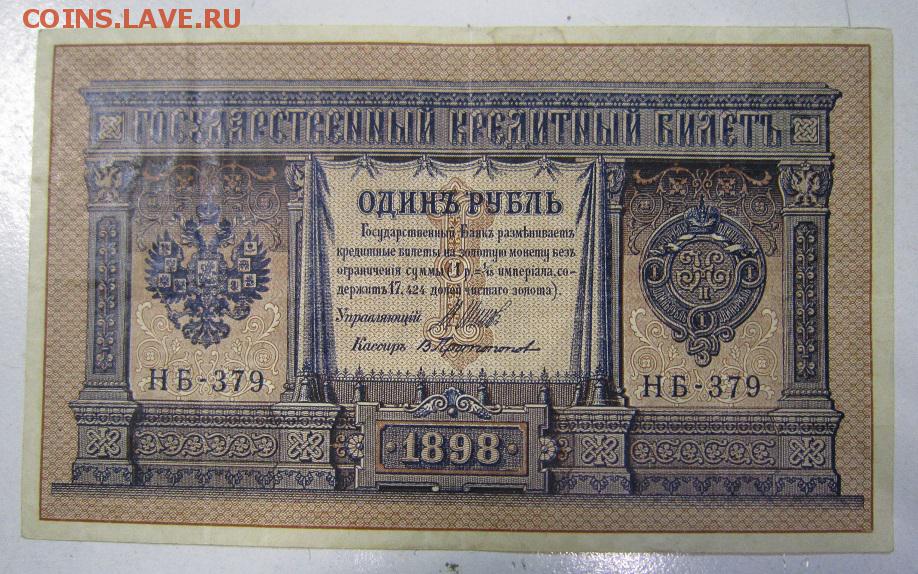 COINS.LAVE.RU
ГОСУДАРСТВЕННЫЙ КРЕДИТНЫЙ БИЛЕТЪ
ОДИНЪ РУБЛЬ
Государственный Банкъ размѣниваетъ
кредитные билеты на золотую монету безъ
ограниченія суммы (1 р.= 1/15 имперіала, со-
держитъ 17,424 долей чистаго золота).
Управляющій
Кассиръ
НБ-379
НБ-379
1898